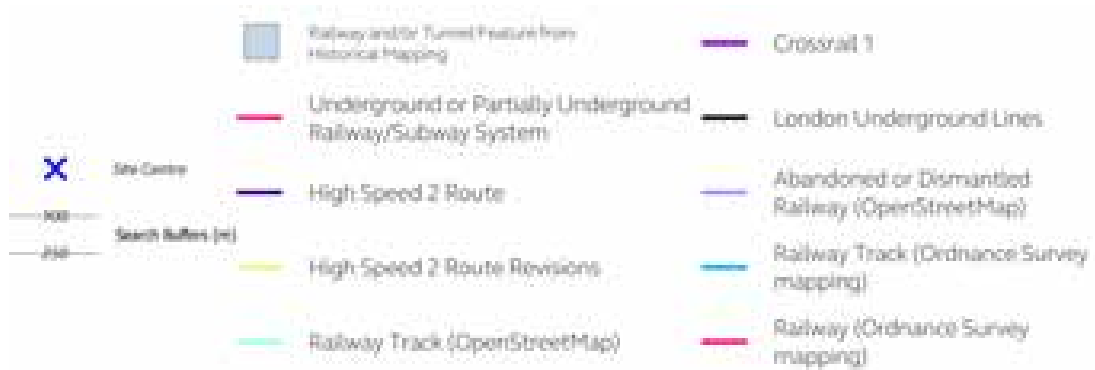 Railway and/or Tunnel Feature from
Historical Mapping
Crossrail 1
Underground or Partially Underground
Railway/Subway System
London Underground Lines
Site Centre
High Speed 2 Route
Abandoned or Dismantled
Railway (OpenStreetMap)
Search Buffers (m)
250
High Speed 2 Route Revisions
Railway Track (Ordnance Survey
mapping)
Railway Track (OpenStreetMap)
Railway (Ordnance Survey
mapping)